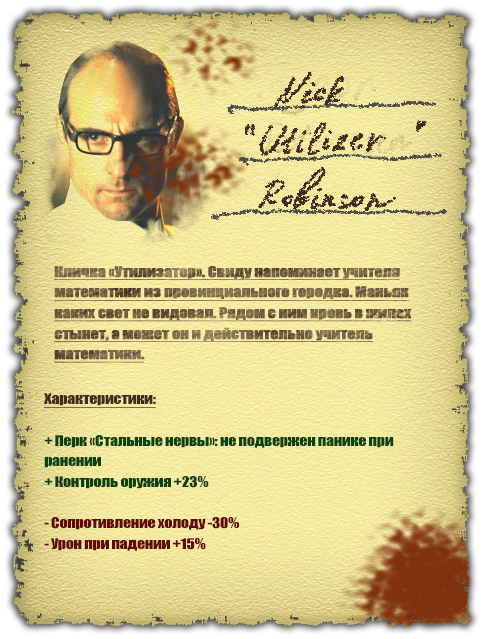 Nick
"Utilizer"
Robinson
Кличка «Утилизатор». Свиду напоминает учителя
математики из провинциального городка. Маньяк
каких свет не видовал. Рядом с ним кровь в жилах
стынет, а может он и действительно учитель
математики.
Характеристики:
+ Перк «Стальные нервы»: не подвержен панике при
ранении
+ Контроль оружия +23%
- Сопротивление холоду -30%
- Урон при падении +15%